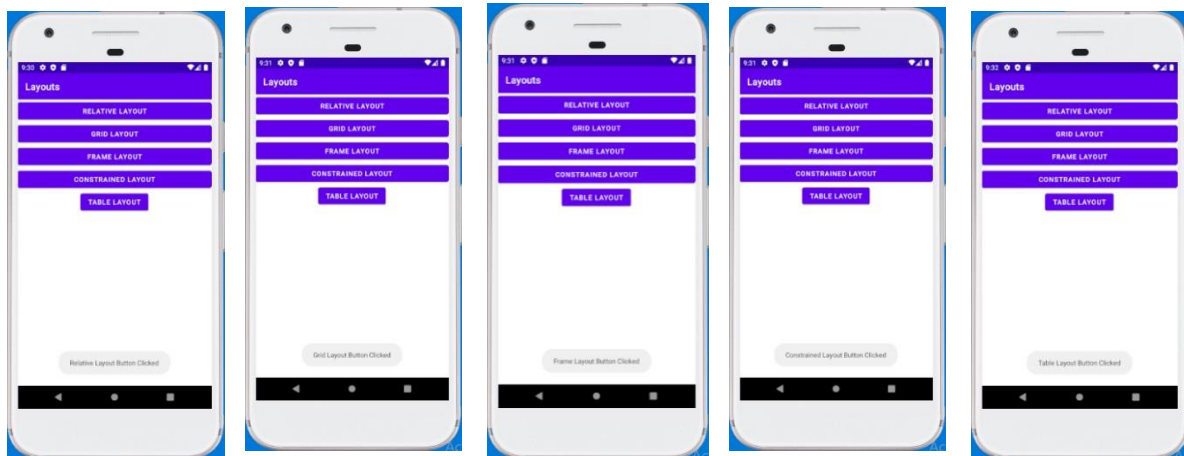 9:30
Layouts
RELATIVE LAYOUT
GRID LAYOUT
FRAME LAYOUT
CONSTRAINED LAYOUT
TABLE LAYOUT
Relative Layout Button Clicked
9:31
Layouts
RELATIVE LAYOUT
GRID LAYOUT
FRAME LAYOUT
CONSTRAINED LAYOUT
TABLE LAYOUT
Grid Layout Button Clicked
9:31
Layouts
RELATIVE LAYOUT
GRID LAYOUT
FRAME LAYOUT
CONSTRAINED LAYOUT
TABLE LAYOUT
Frame Layout Button Clicked
9:31
Layouts
RELATIVE LAYOUT
GRID LAYOUT
FRAME LAYOUT
CONSTRAINED LAYOUT
TABLE LAYOUT
Constrained Layout Button Clicked
9:32
Layouts
RELATIVE LAYOUT
GRID LAYOUT
FRAME LAYOUT
CONSTRAINED LAYOUT
TABLE LAYOUT
Table Layout Button Clicked